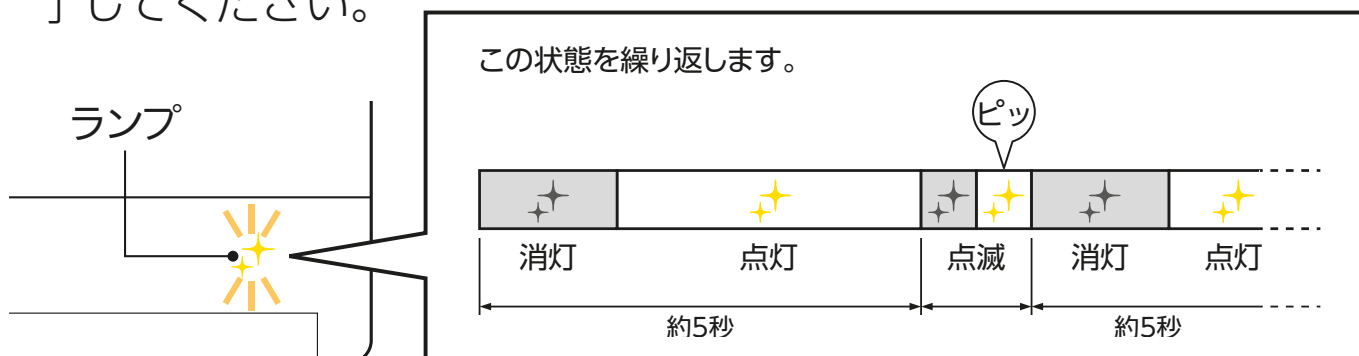 してください。
この状態を繰り返します。
ランプ
ピッ
消灯 点灯 点滅 消灯 点灯
約5秒 約5秒